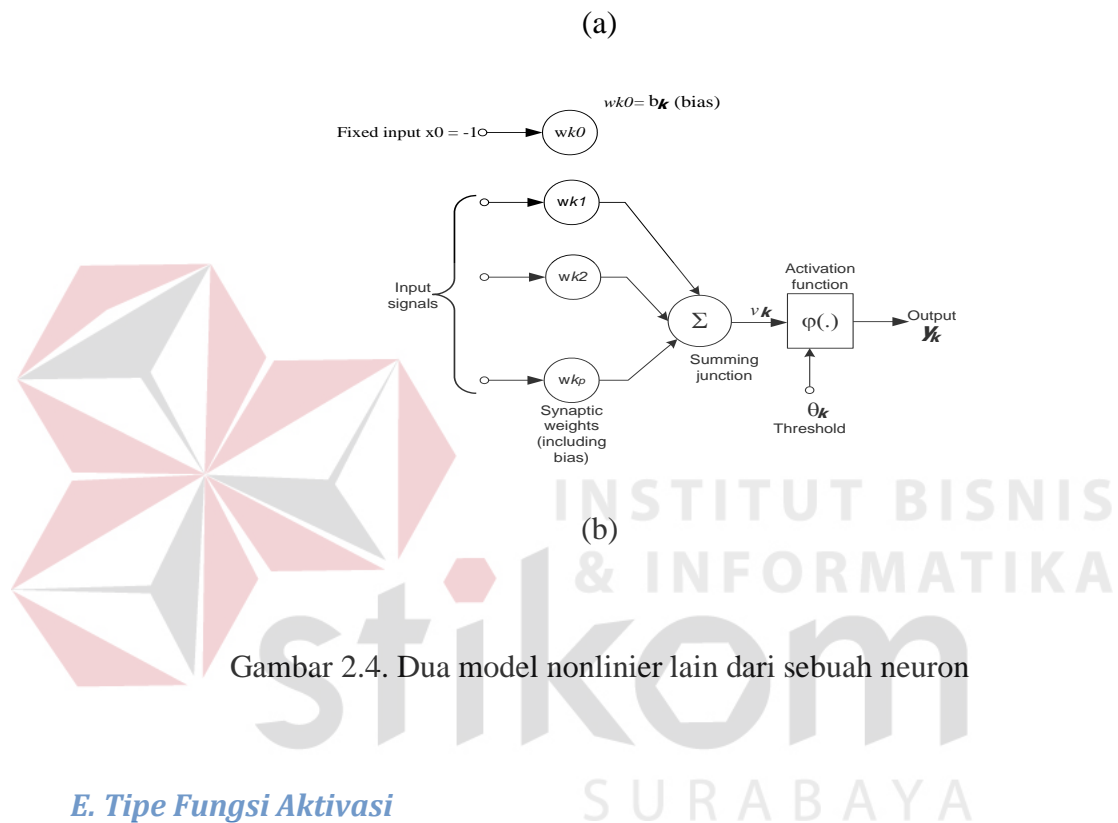 (a)
wk0= bk (bias)
Fixed input x0 = -1
wk0
wk1
wk2
wkp
Input
signals
Σ
Summing
junction
vk
Activation
function
φ(.)
Output
yk
θk
Threshold
Synaptic
weights
(including
bias)
(b)
INSTITUT BISNIS
& INFORMATIKA
stikom
SURABAYA
Gambar 2.4. Dua model nonlinier lain dari sebuah neuron
E. Tipe Fungsi Aktivasi